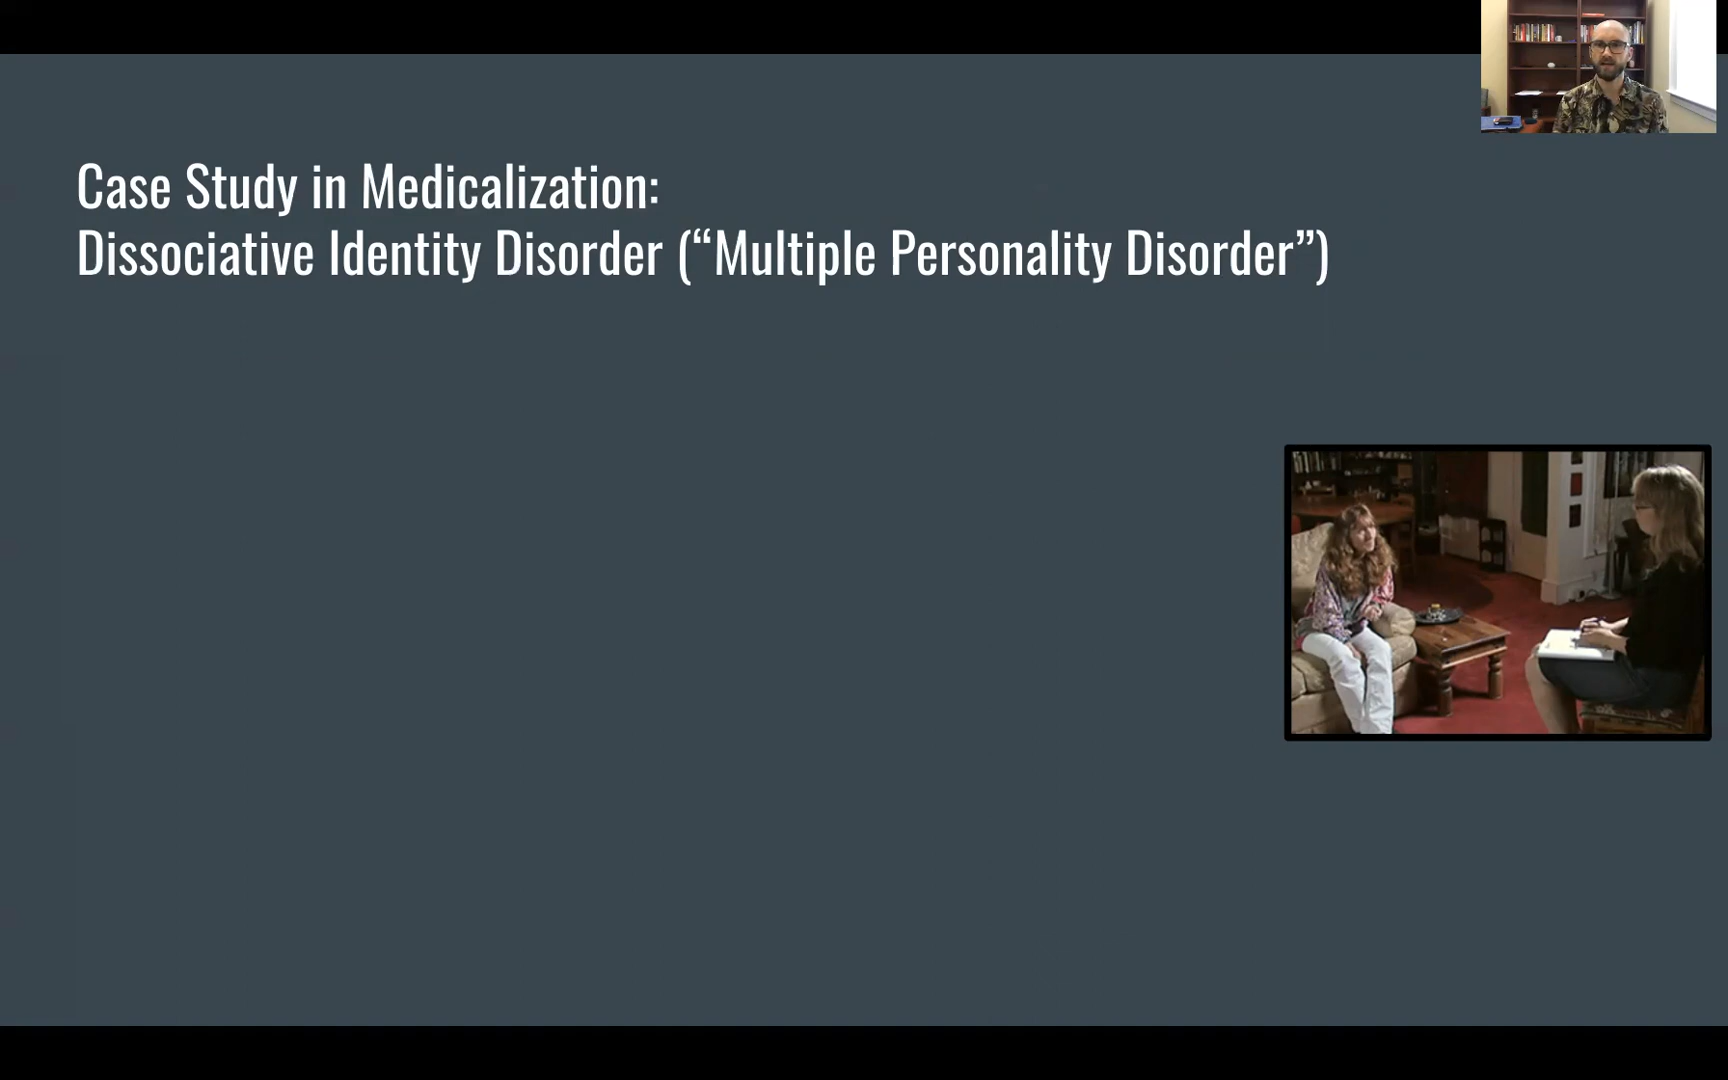 Case Study in Medicalization:
Dissociative Identity Disorder (“Multiple Personality Disorder”)